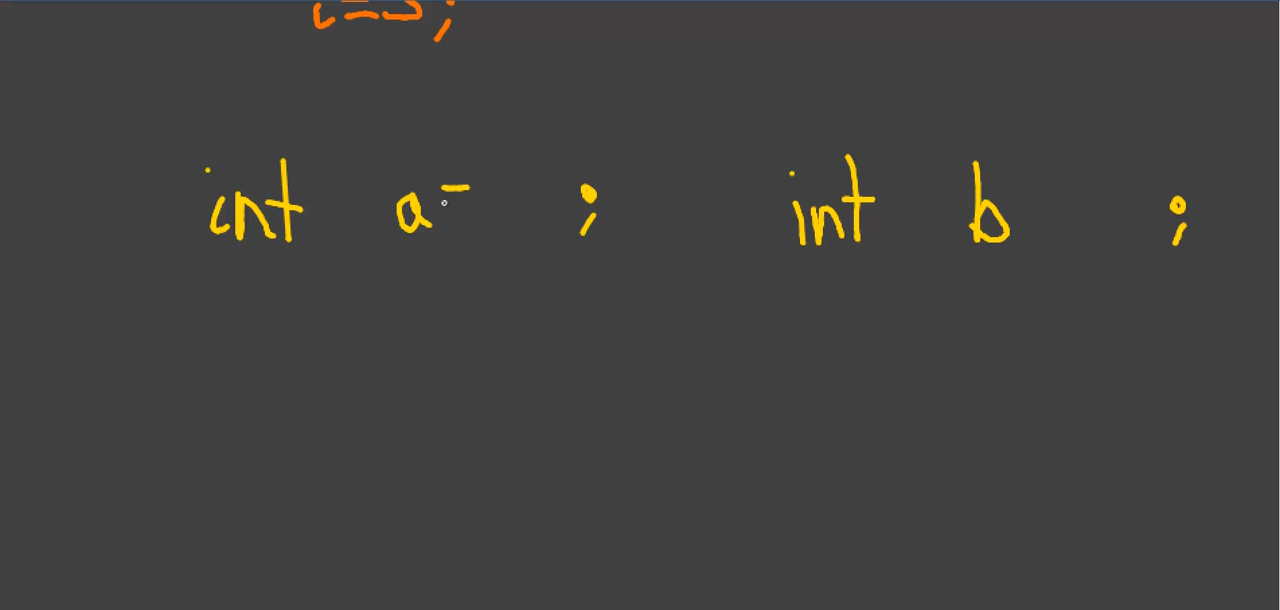 int a - ; int b ;